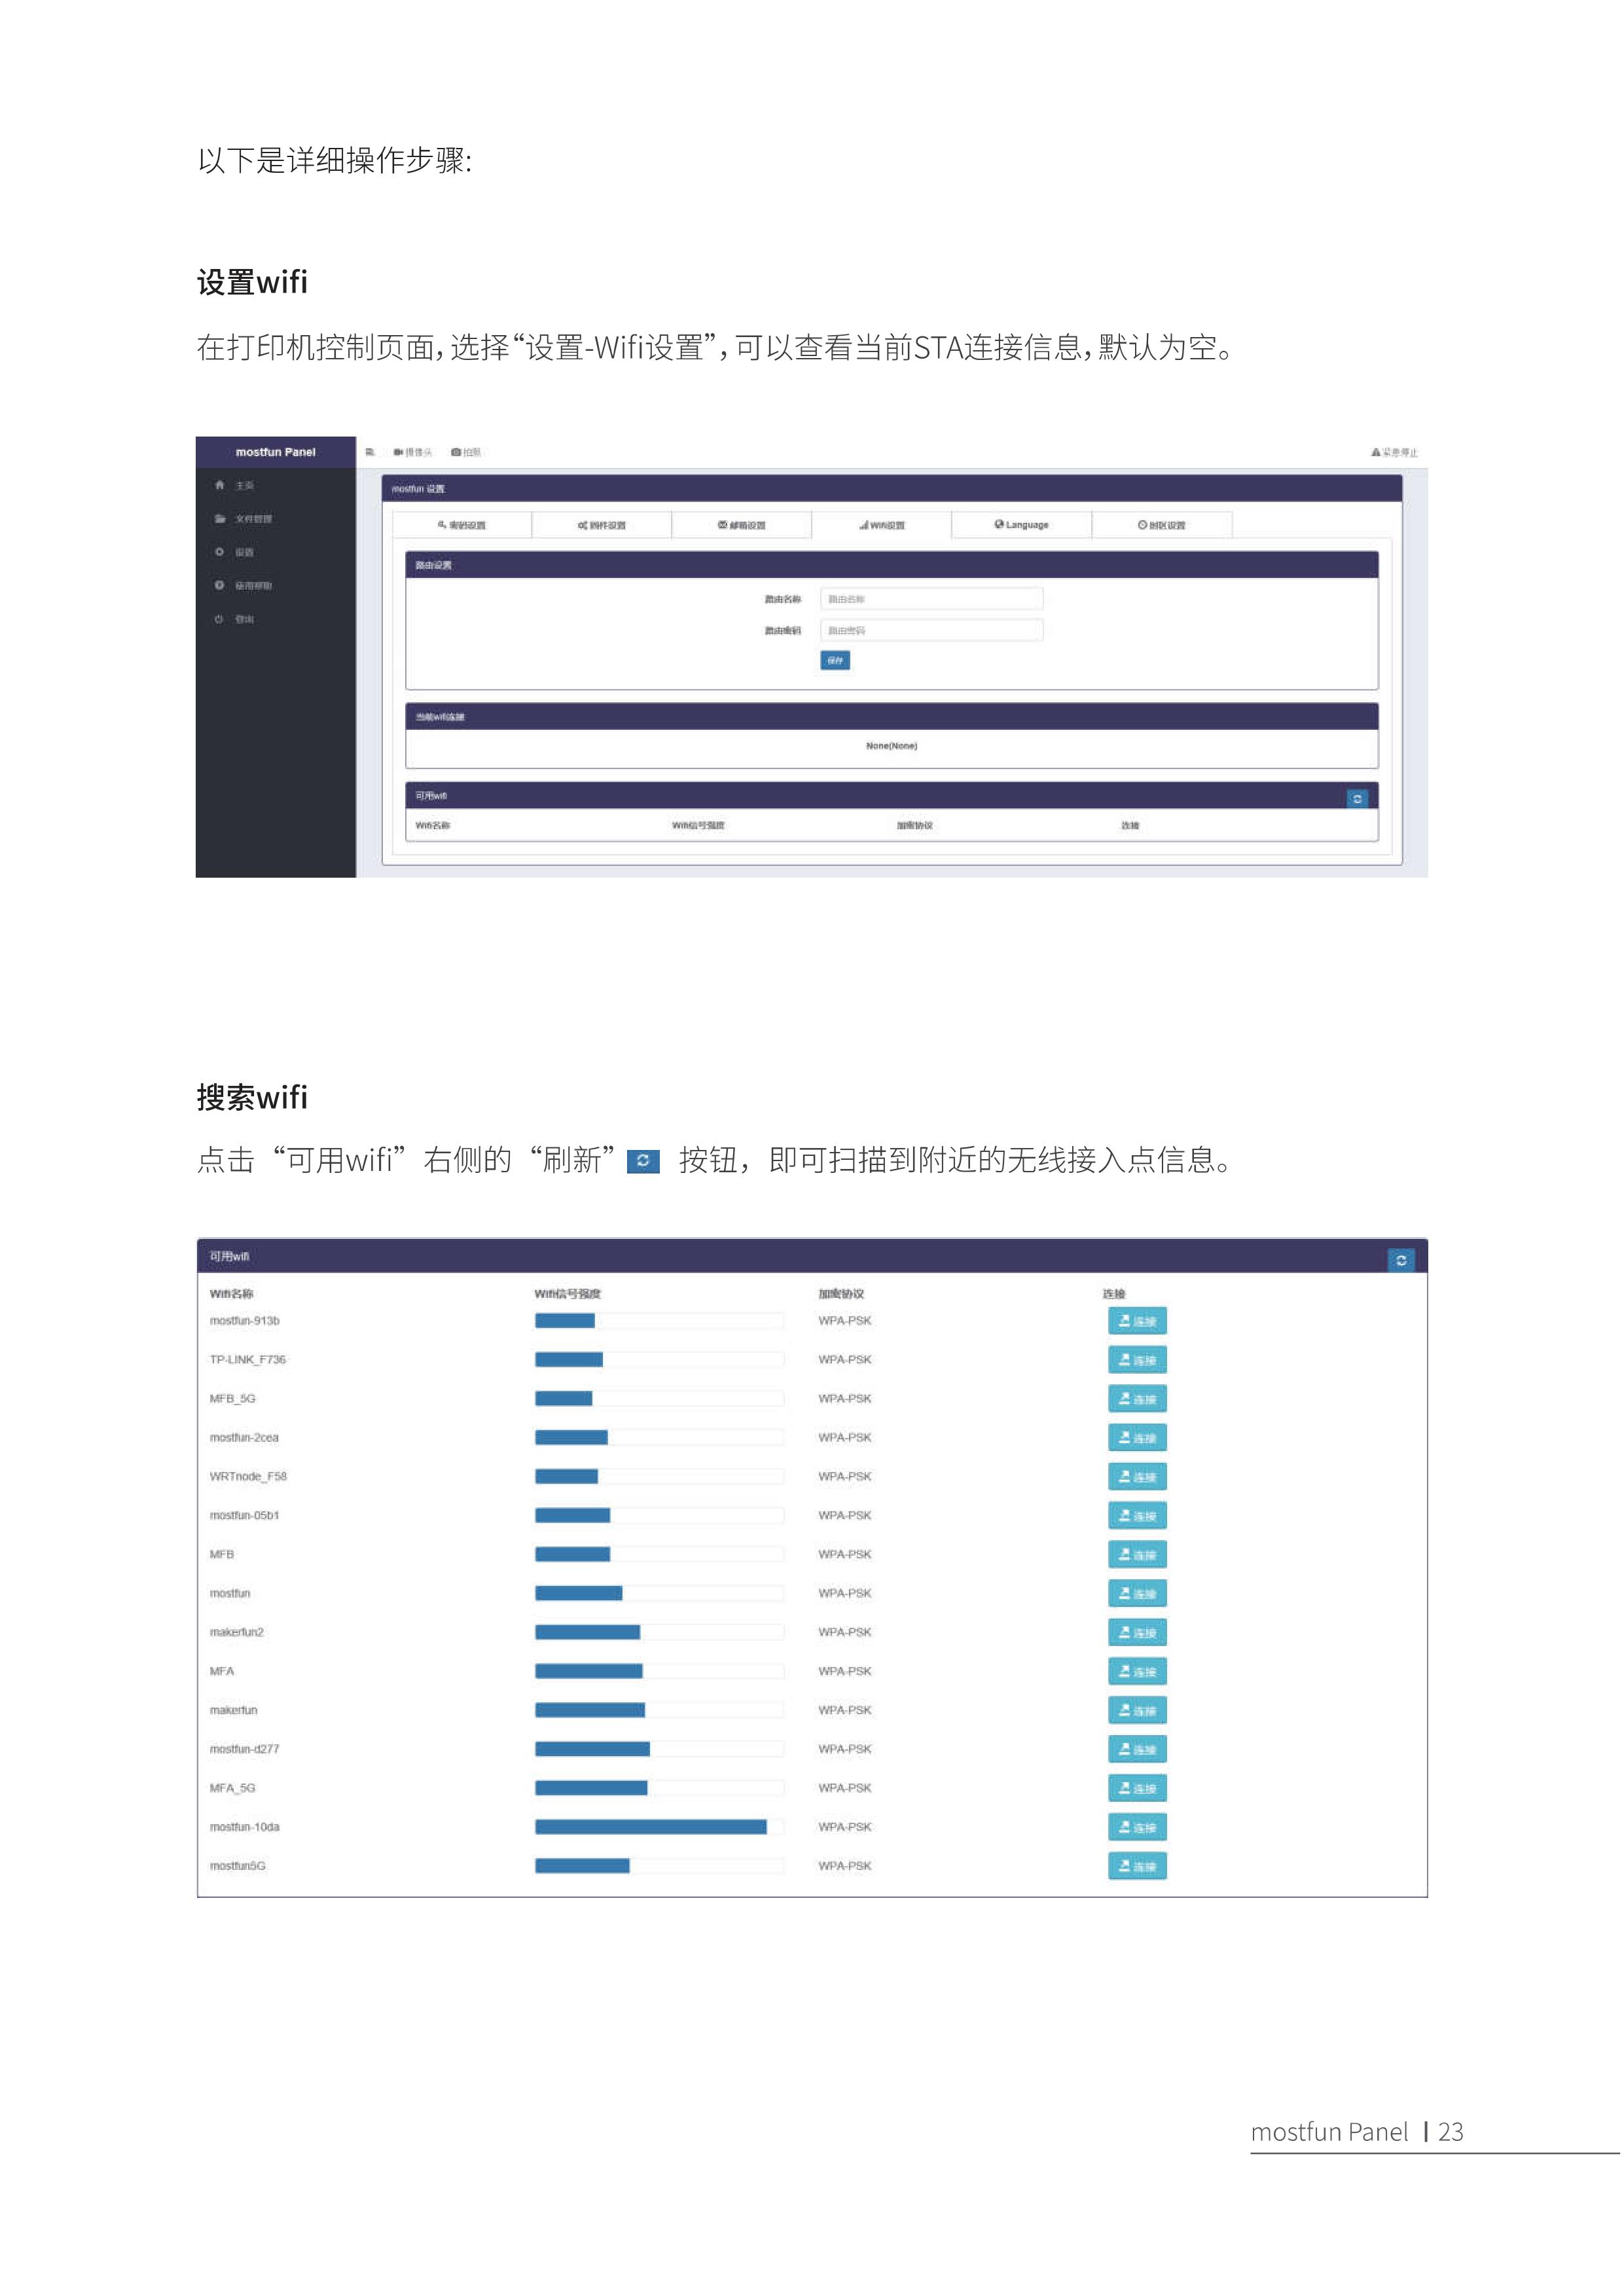 以下是详细操作步骤:
设置wifi
在打印机控制页面，选择“设置-Wifi设置”，可以查看当前STA连接信息，默认为空。
mostfun Panel 摄像头 拍照 紧急停止
主页
文件管理
设置
使用帮助
登出
mostfun 设置
密码设置 固件设置 邮箱设置 Wifi设置 Language 时区设置
路由设置
路由名称 路由名称
路由密码 路由密码
保存
当前wifi连接
None(None)
可用wifi
Wifi名称 Wifi信号强度 加密协议 连接
搜索wifi
点击“可用wifi”右侧的“刷新” 按钮，即可扫描到附近的无线接入点信息。
可用wifi
Wifi名称 Wifi信号强度 加密协议 连接
mostfun-913b WPA-PSK 连接
TP-LINK_F736 WPA-PSK 连接
MFB_5G WPA-PSK 连接
mostfun-2cea WPA-PSK 连接
WRTnode_F58 WPA-PSK 连接
mostfun-05b1 WPA-PSK 连接
MFB WPA-PSK 连接
mostfun WPA-PSK 连接
makerfun2 WPA-PSK 连接
MFA WPA-PSK 连接
makerfun WPA-PSK 连接
mostfun-d277 WPA-PSK 连接
MFA_5G WPA-PSK 连接
mostfun-10da WPA-PSK 连接
mostfun5G WPA-PSK 连接
mostfun Panel | 23